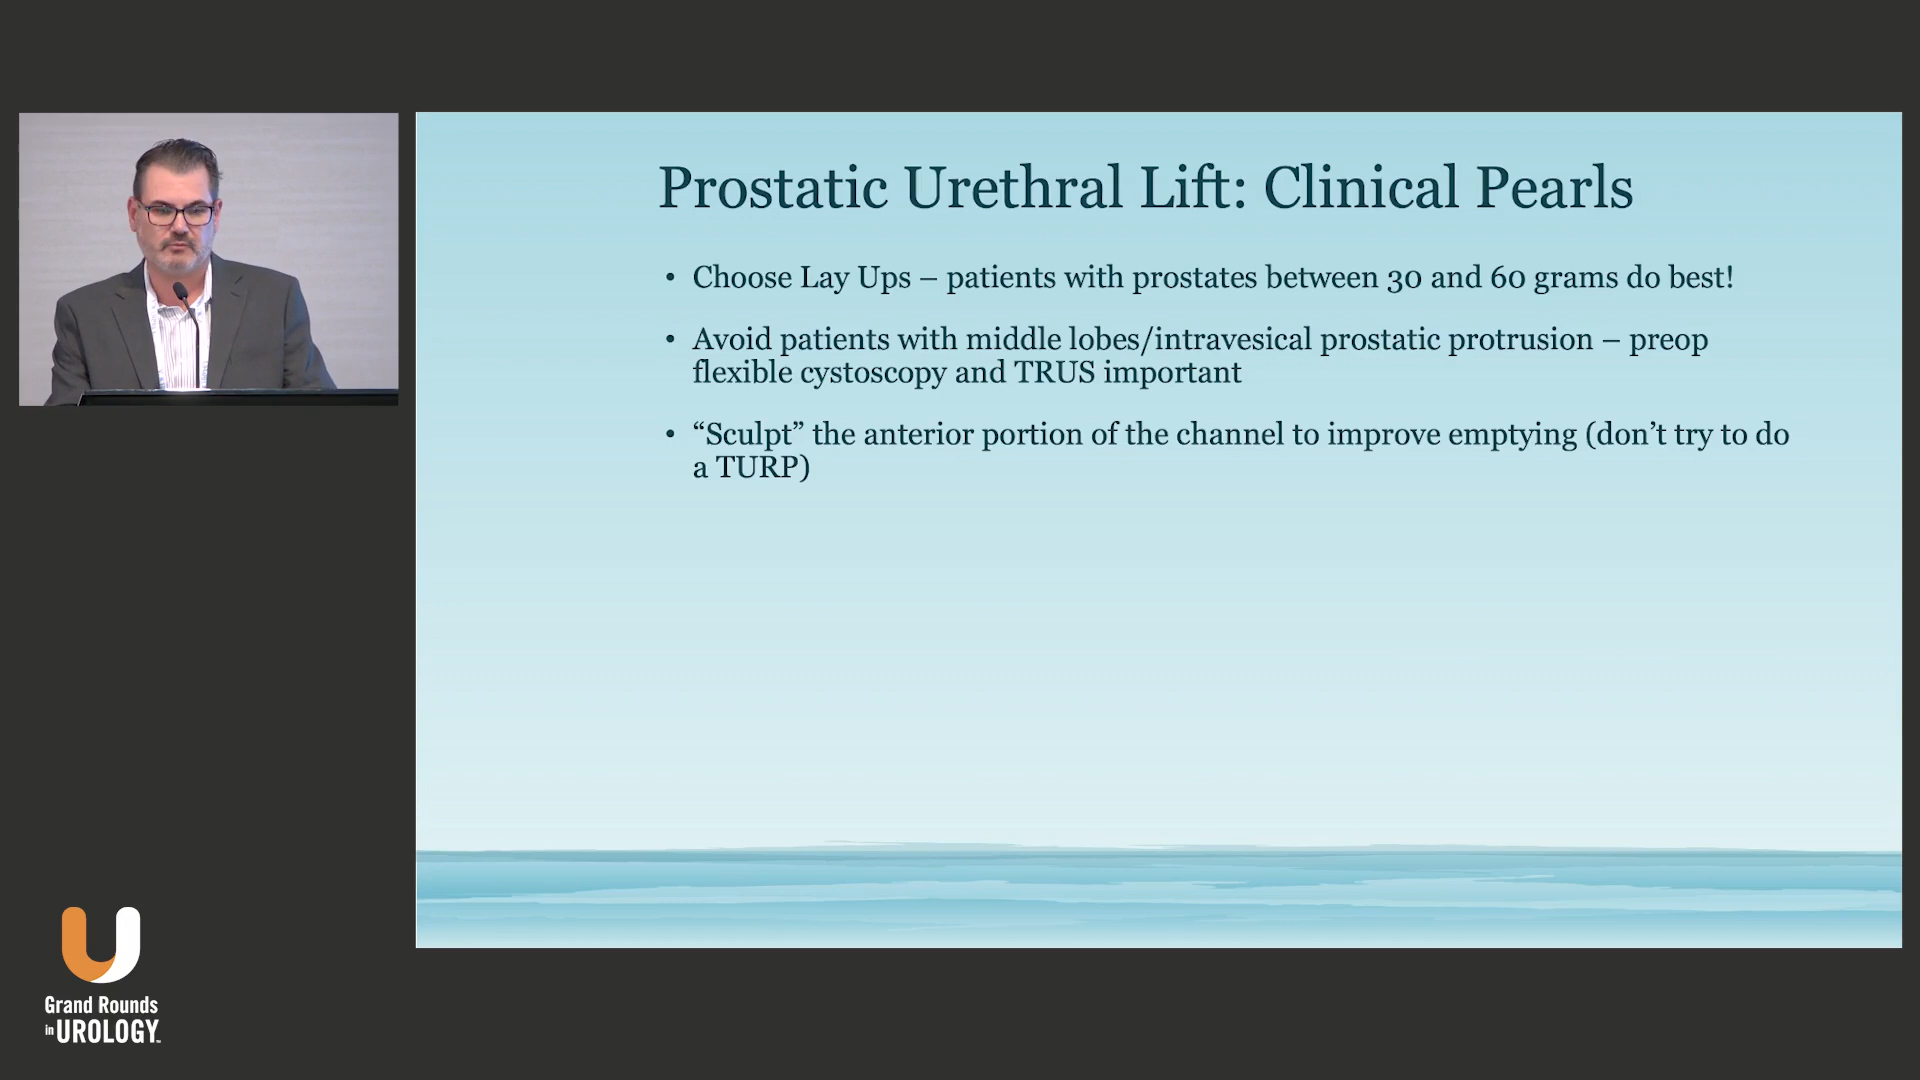 Prostatic Urethral Lift: Clinical Pearls
• Choose Lay Ups – patients with prostates between 30 and 60 grams do best!
• Avoid patients with middle lobes/intravesical prostatic protrusion – preop
flexible cystoscopy and TRUS important
• “Sculpt” the anterior portion of the channel to improve emptying (don’t try to do
a TURP)
Grand Rounds
in UROLOGY™